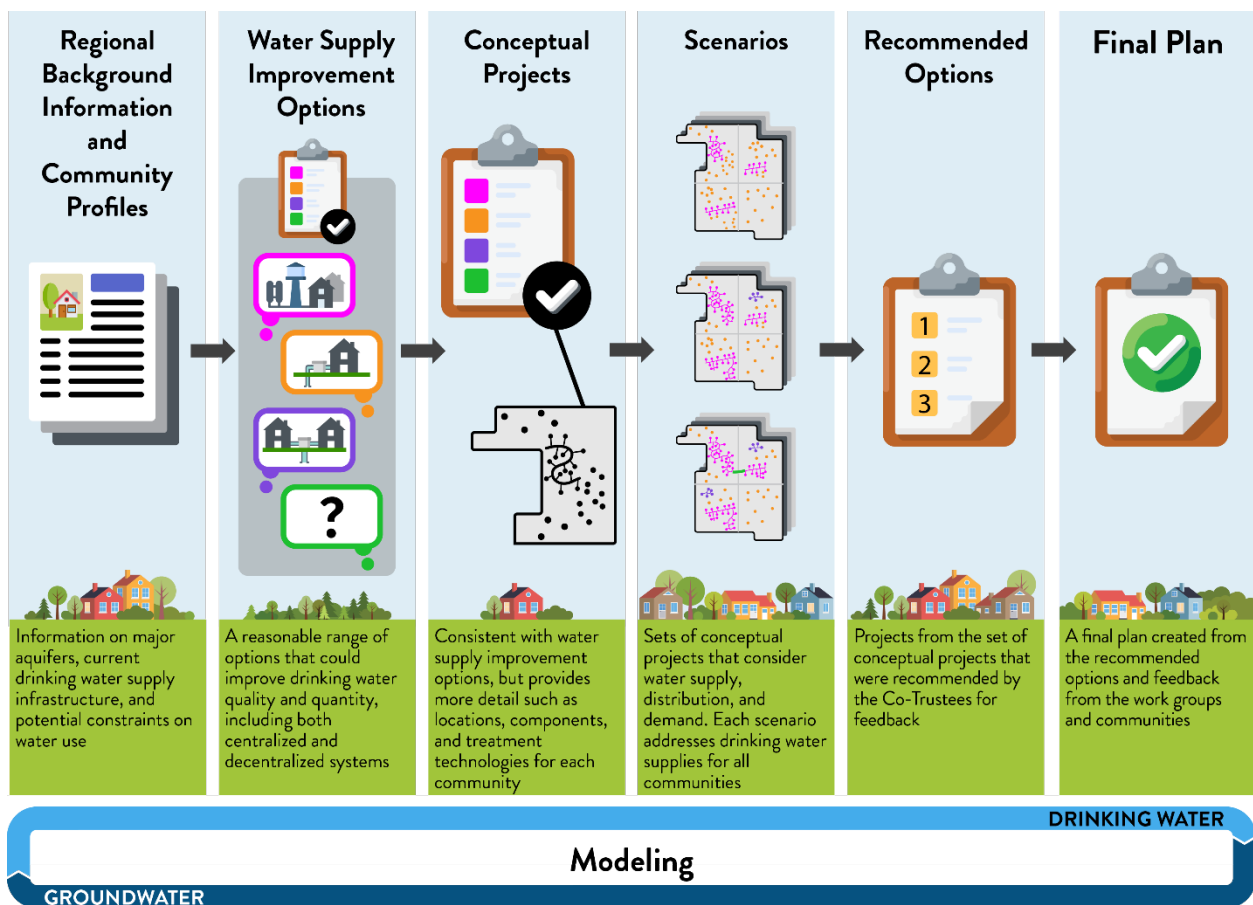 Regional
Background
Information
and
Community
Profiles
Water Supply
Improvement
Options
Conceptual
Projects
Scenarios
Recommended
Options
Final Plan
?
1
2
3
Information on major
aquifers, current
drinking water supply
infrastructure, and
potential constraints on
water use
A reasonable range of
options that could
improve drinking water
quality and quantity,
including both
centralized and
decentralized systems
Consistent with water
supply improvement
options, but provides
more detail such as
locations, components,
and treatment
technologies for each
community
Sets of conceptual
projects that consider
water supply,
distribution, and
demand. Each scenario
addresses drinking water
supplies for all
communities
Projects from the set of
conceptual projects that
were recommended by
the Co-Trustees for
feedback
A final plan created from
the recommended
options and feedback
from the work groups
and communities
DRINKING WATER
Modeling
GROUNDWATER